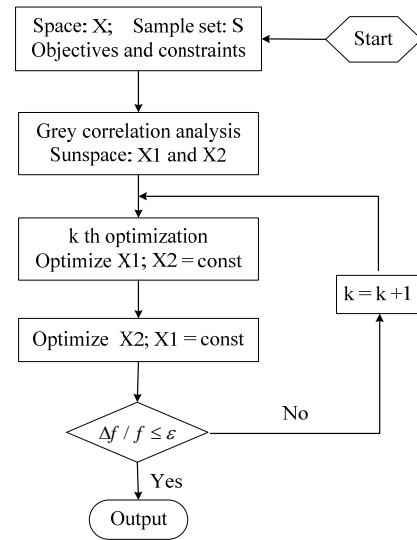 Start
Space: X; Sample set: S
Objectives and constraints
Grey correlation analysis
Sunspace: X1 and X2
k th optimization
Optimize X1; X2 = const
k = k +1
Optimize X2; X1 = const
Δf / f ≤ ε
No
Yes
Output